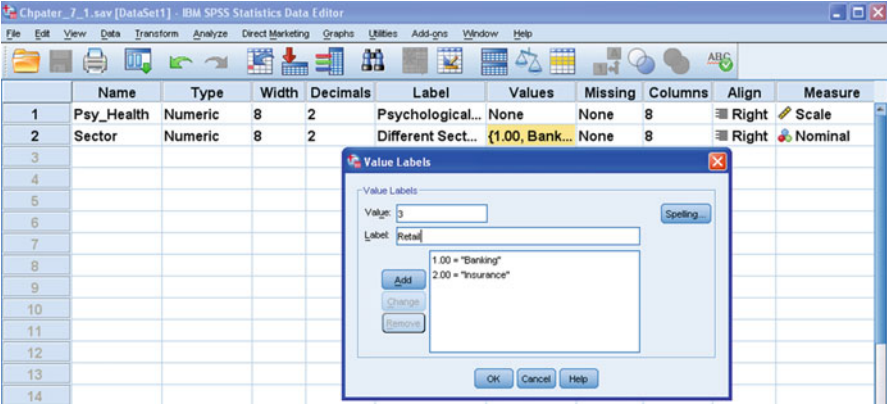 Chpater_7_1.sav [DataSet1] - IBM SPSS Statistics Data Editor
File Edit View Data Transform Analyze Direct Marketing Graphs Utilities Add-ons Window Help
Name Type Width Decimals Label Values Missing Columns Align Measure
1 Psy_Health Numeric 8 2 Psychological... None None 8 Right Scale
2 Sector Numeric 8 2 Different Sect... {1.00, Bank... None 8 Right Nominal
3
4
5
6
7
8
9
10
11
12
13
14
Value Labels
Value Labels
Value: 3
Spelling...
Label: Retail
1.00 = "Banking"
2.00 = "Insurance"
Add
Change
Remove
OK Cancel Help
ABC